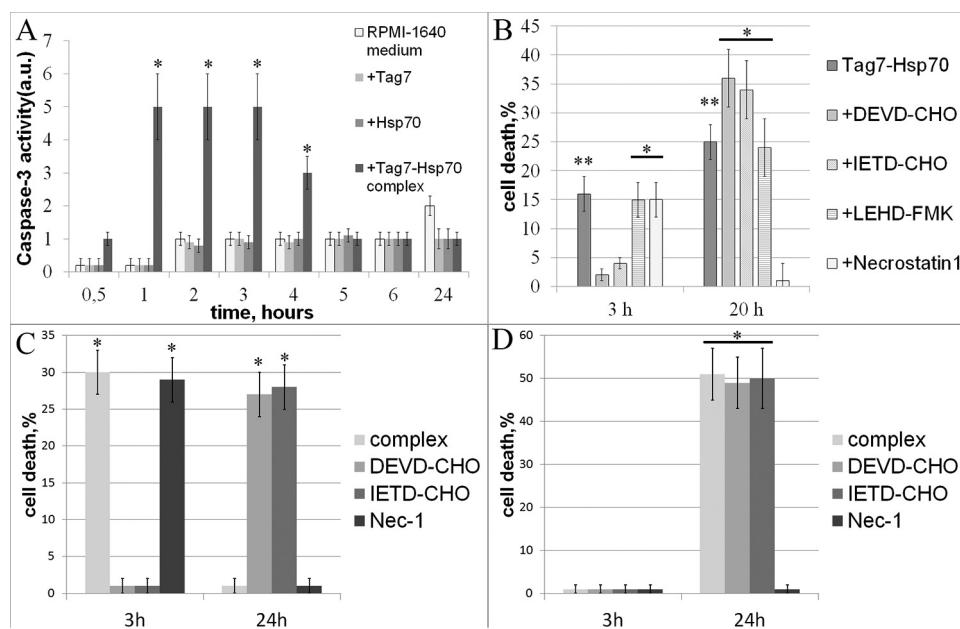 A
Caspase-3 activity(a.u.)
7
6
5
4
3
2
1
0
* * * *
0,5 1 2 3 4 5 6 24
time, hours
RPMI-1640
medium
+Tag7
+Hsp70
+Tag7-Hsp70
complex
B
cell death,%
45
40
35
30
25
20
15
10
5
0
** * ** *
3 h 20 h
Tag7-Hsp70
+DEVD-CHO
+IETD-CHO
+LEHD-FMK
+Necrostatin1
C
cell death,%
35
30
25
20
15
10
5
0
* * * *
3h 24h
complex
DEVD-CHO
IETD-CHO
Nec-1
D
cell death,%
60
50
40
30
20
10
0
*
3h 24h
complex
DEVD-CHO
IETD-CHO
Nec-1